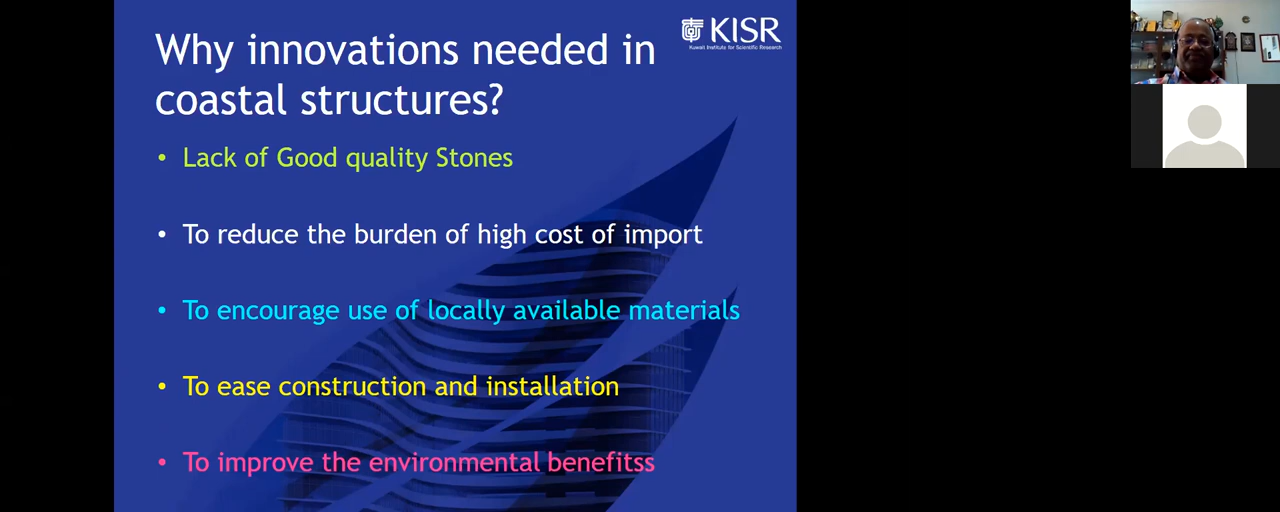 Why innovations needed in
coastal structures?
KISR
Kuwait Institute for Scientific Research
• Lack of Good quality Stones
• To reduce the burden of high cost of import
• To encourage use of locally available materials
• To ease construction and installation
• To improve the environmental benefitss